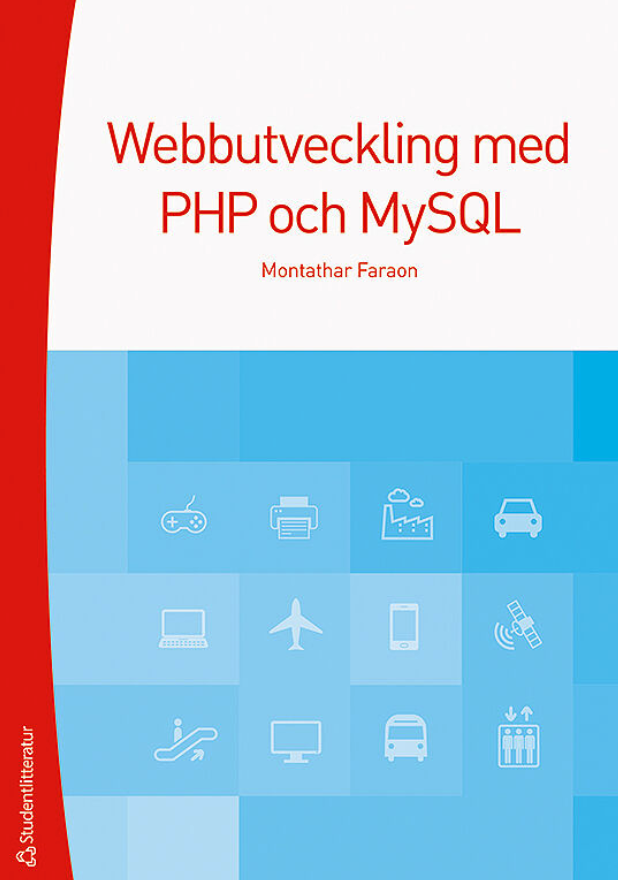 Webbutveckling med
PHP och MySQL
Montathar Faraon
Studentlitteratur